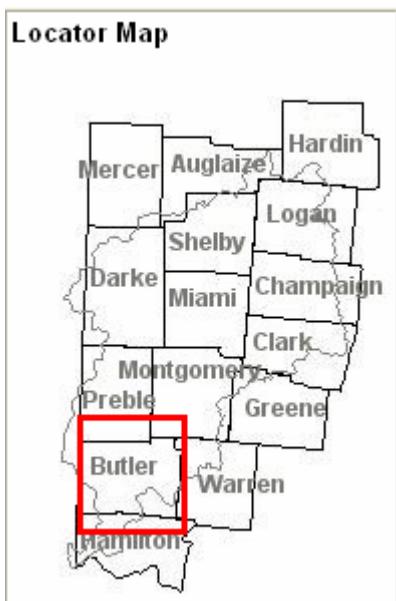 Locator Map
Hardin
Mercer Auglaize
Logan
Shelby
Darke
Champaign
Miami
Clark
Montgomery
Preble
Greene
Butler
Warren
Hamilton